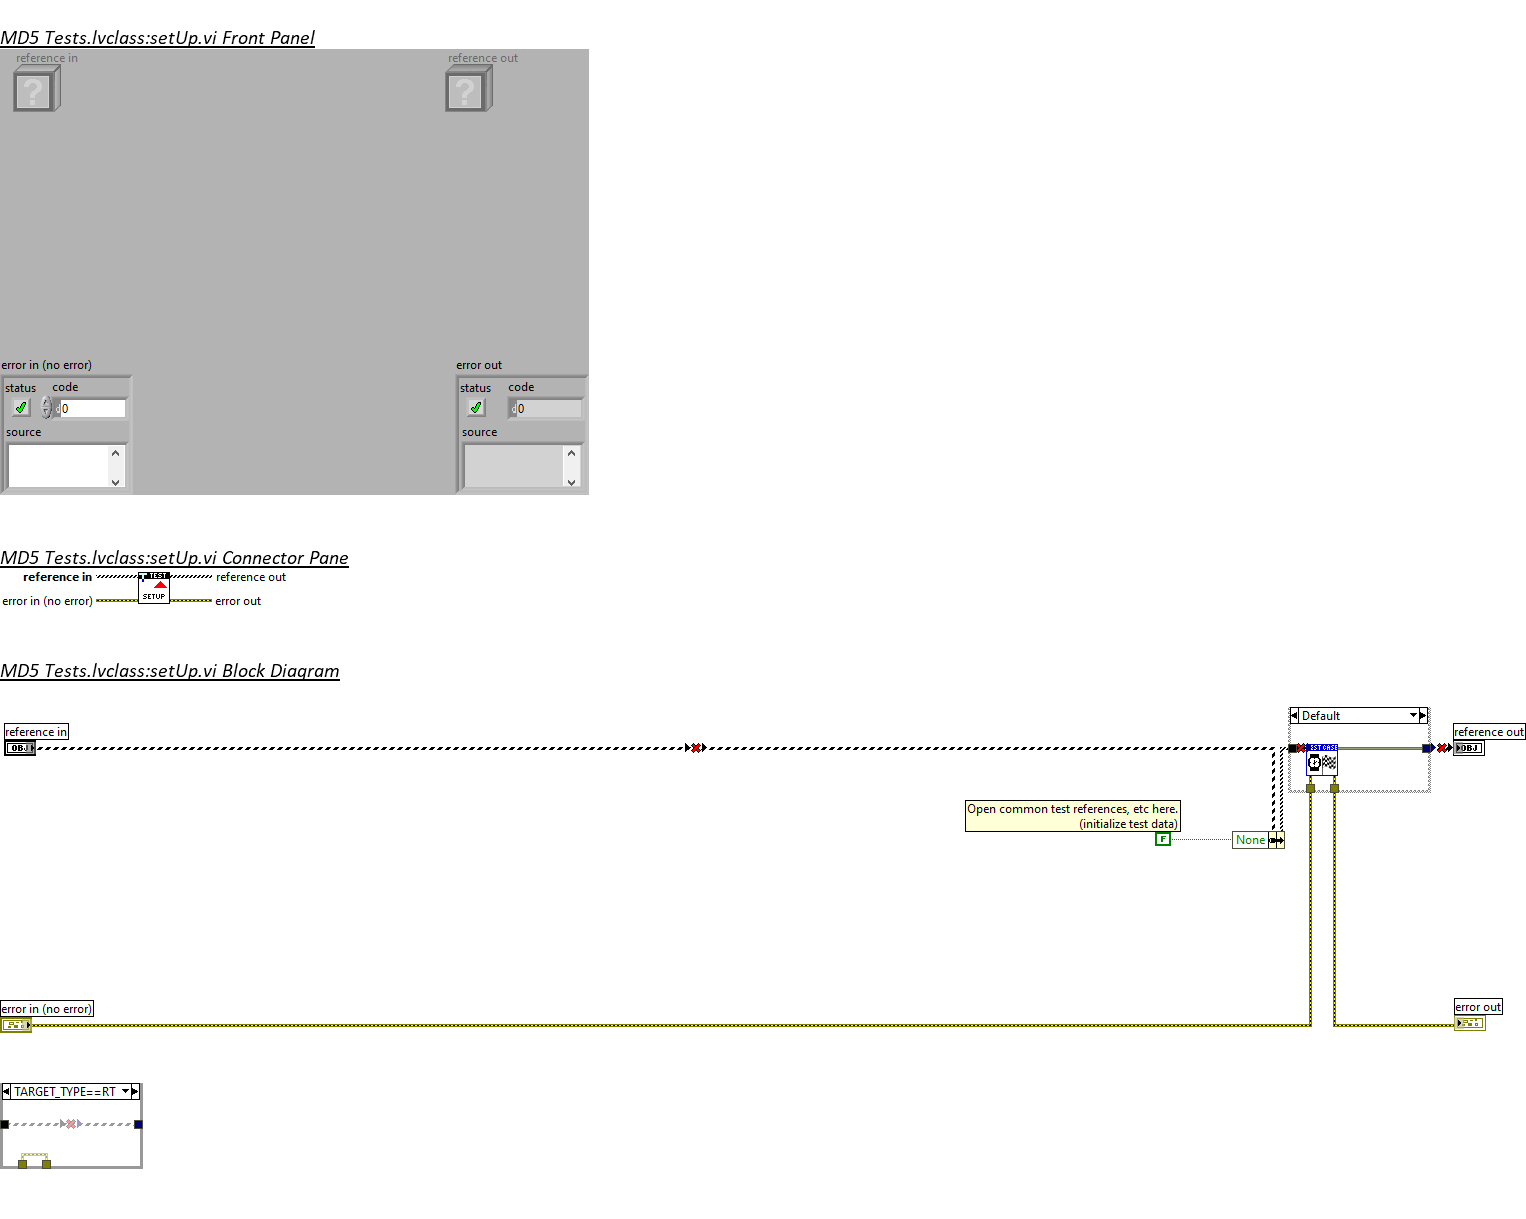 MD5 Tests.lvclass:setUp.vi Front Panel
reference in
reference out
?
?
error in (no error)
error out
status
code
status
code
d
0
d
0
source
source
MD5 Tests.lvclass:setUp.vi Connector Pane
reference in
TEST
reference out
error in (no error)
SETUP
error out
MD5 Tests.lvclass:setUp.vi Block Diagram
Default
reference in
OBJ
reference out
OBJ
Open common test references, etc here.
(initialize test data)
F
None
error in (no error)
error out
TARGET_TYPE==RT